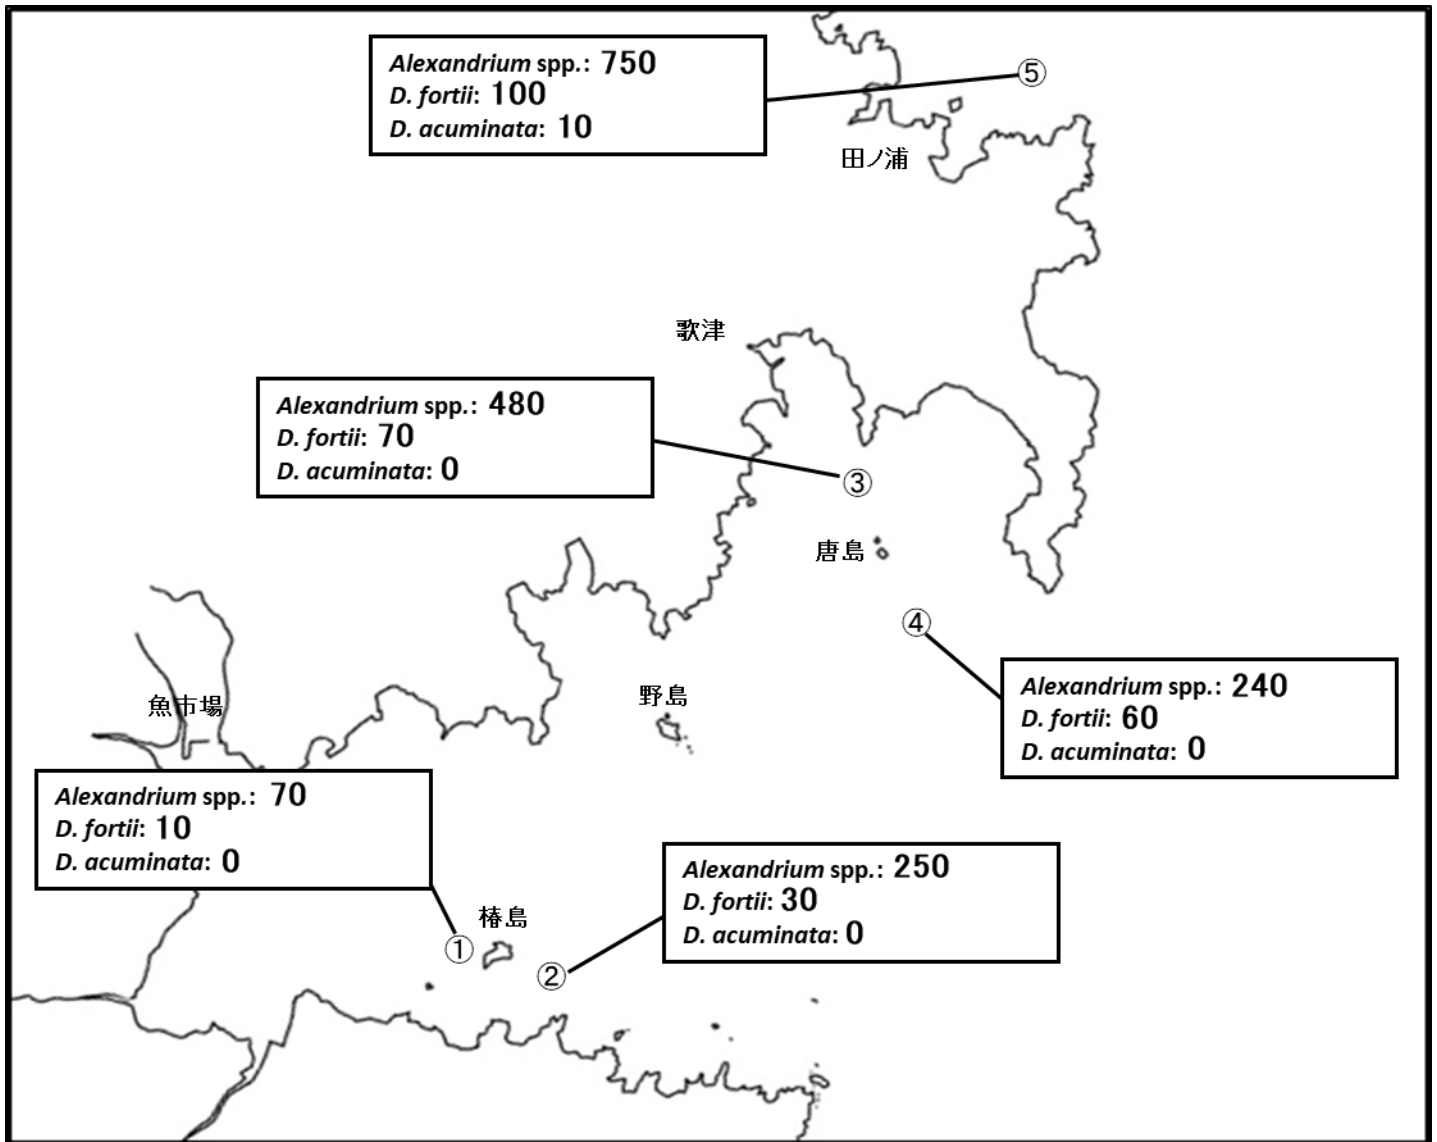 Alexandrium spp.: 750
D. fortii: 100
D. acuminata: 10
⑤
田ノ浦
歌津
Alexandrium spp.: 480
D. fortii: 70
D. acuminata: 0
③
唐島
④
Alexandrium spp.: 240
D. fortii: 60
D. acuminata: 0
野島
魚市場
Alexandrium spp.: 70
D. fortii: 10
D. acuminata: 0
Alexandrium spp.: 250
D. fortii: 30
D. acuminata: 0
椿島
①
②